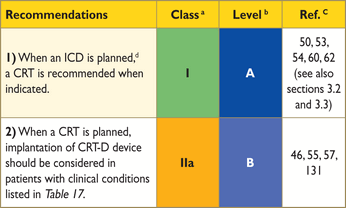 Recommendations Class a Level b Ref. C
1) When an ICD is planned,d
a CRT is recommended when
indicated.
I
A
50, 53,
54, 60, 62
(see also
sections 3.2
and 3.3)
2) When a CRT is planned,
implantation of CRT-D device
should be considered in
patients with clinical conditions
listed in Table 17.
IIa
B
46, 55, 57,
131